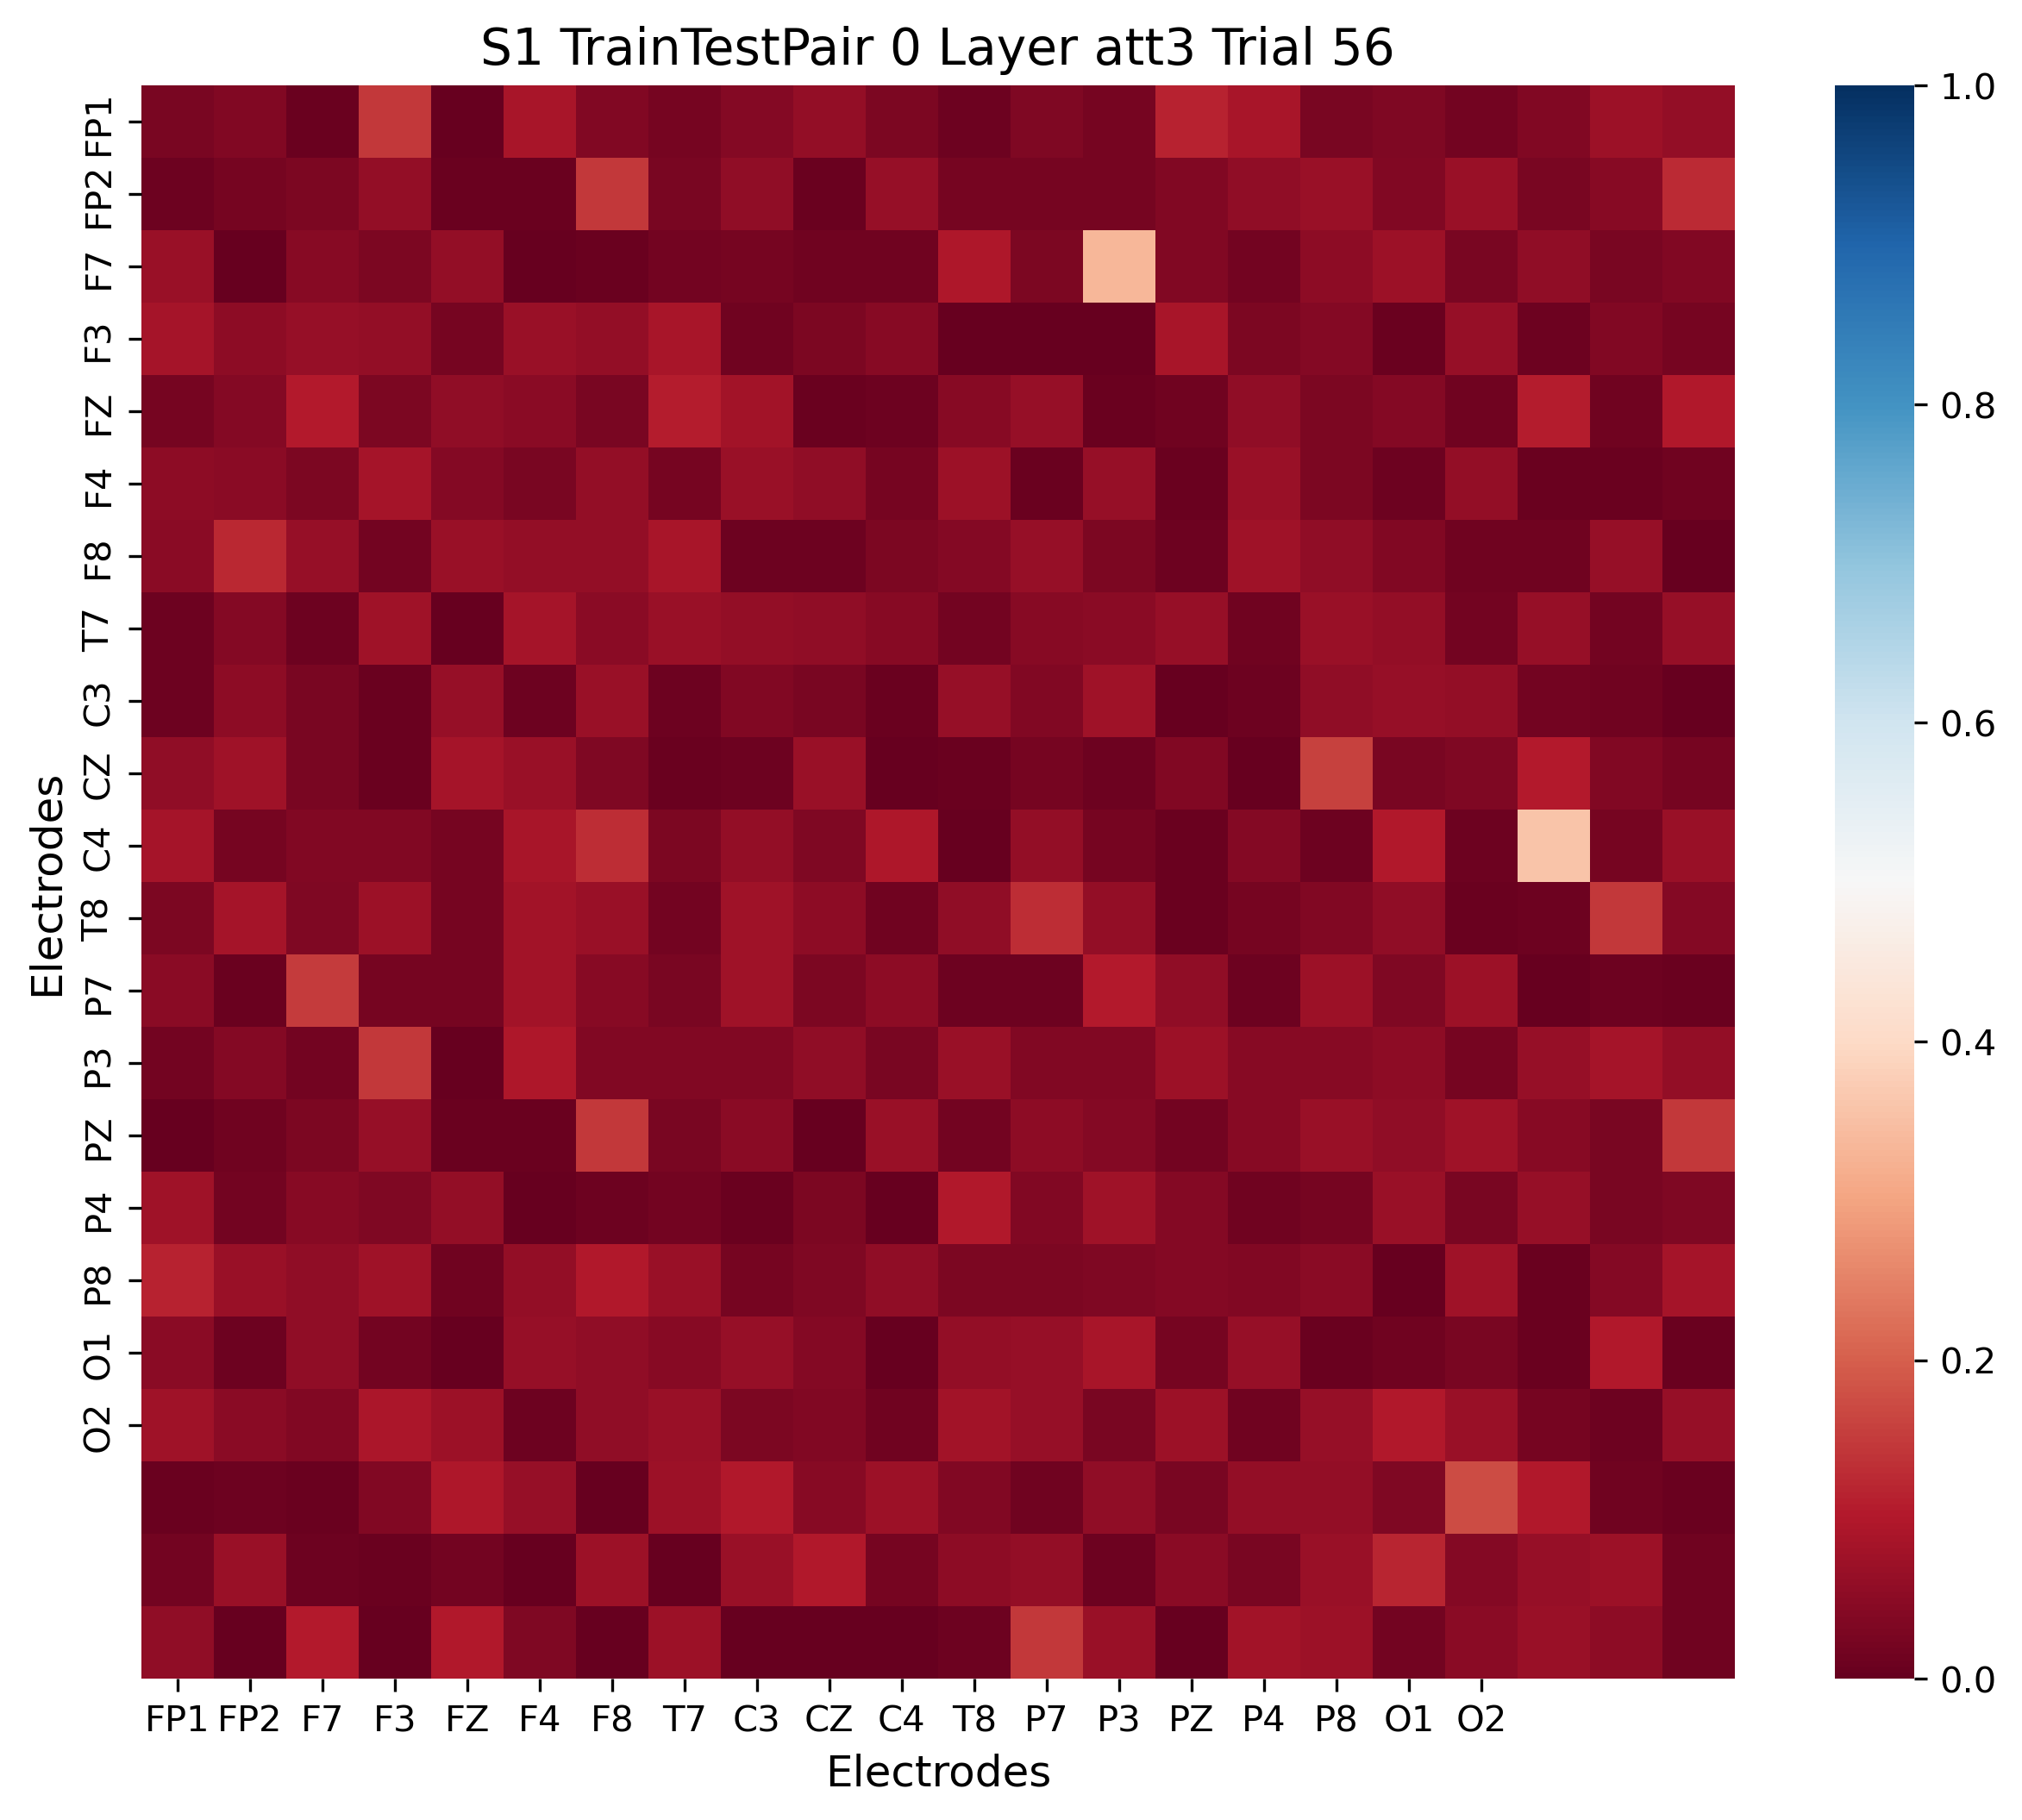 S1 TrainTestPair 0 Layer att3 Trial 56
Electrodes
FP1
FP2
F7
F3
FZ
F4
F8
T7
C3
CZ
C4
T8
P7
P3
PZ
P4
P8
O1
O2
FP1 FP2 F7 F3 FZ F4 F8 T7 C3 CZ C4 T8 P7 P3 PZ P4 P8 O1 O2
Electrodes
1.0
0.8
0.6
0.4
0.2
0.0